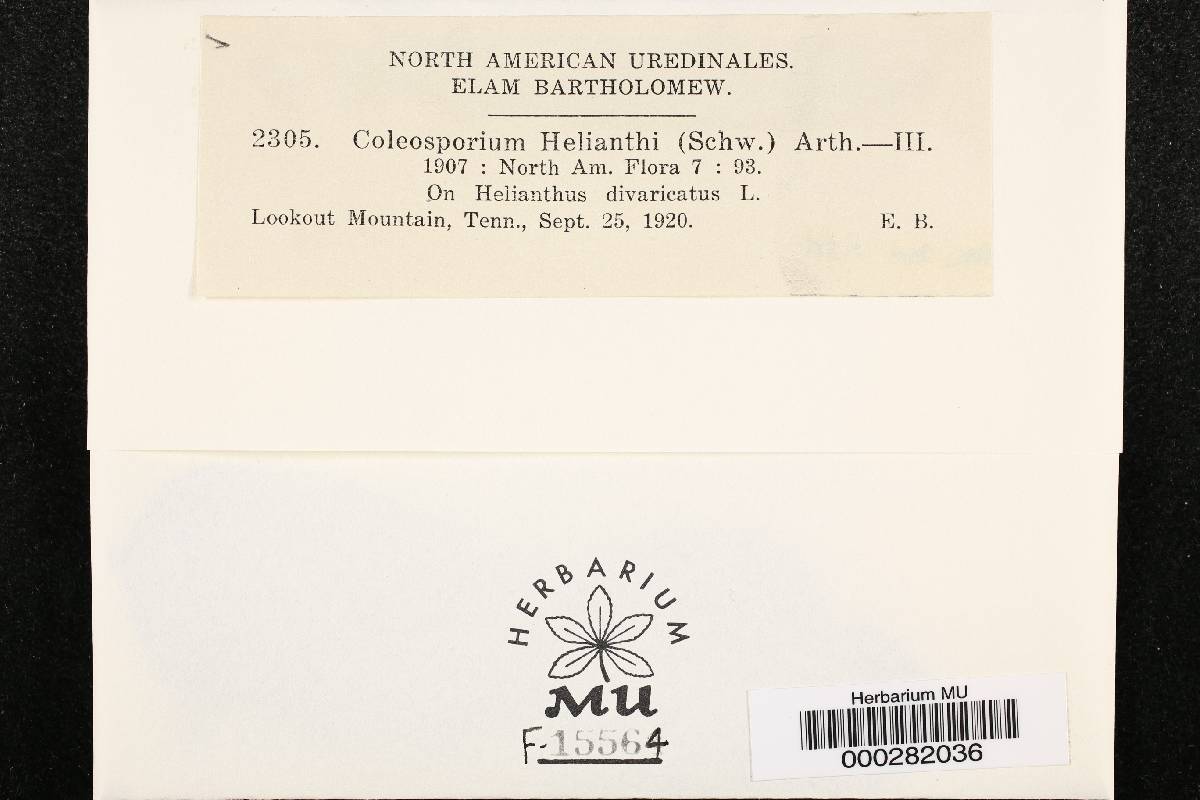 NORTH AMERICAN UREDINALES.
ELAM BARTHOLOMEW.
2305. Coleosporium Helianthi (Schw.) Arth.—III.
1907 : North Am. Flora 7 : 93.
On Helianthus divaricatus L.
Lookout Mountain, Tenn., Sept. 25, 1920. E. B.
HERBARIUM
MU
F-15564
Herbarium MU
000282036